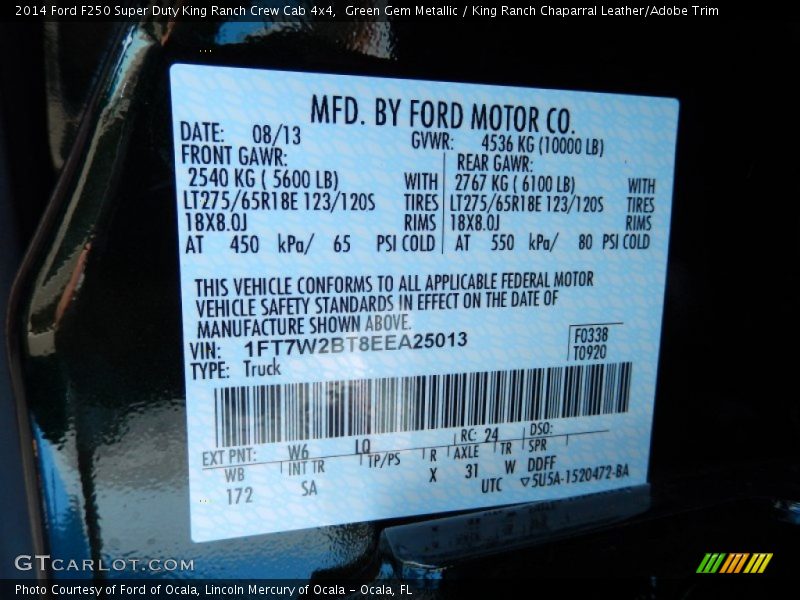 2014 Ford F250 Super Duty King Ranch Crew Cab 4x4,  Green Gem Metallic / King Ranch Chaparral Leather/Adobe Trim
MFD. BY FORD MOTOR CO.
DATE: 08/13 GVWR: 4536 KG (10000 LB)
FRONT GAWR: REAR GAWR:
2540 KG ( 5600 LB) WITH 2767 KG ( 6100 LB) WITH
LT275/65R18E 123/120S TIRES LT275/65R18E 123/120S TIRES
18X8.0J RIMS 18X8.0J RIMS
AT 450 kPa/ 65 PSI COLD AT 550 kPa/ 80 PSI COLD
THIS VEHICLE CONFORMS TO ALL APPLICABLE FEDERAL MOTOR
VEHICLE SAFETY STANDARDS IN EFFECT ON THE DATE OF
MANUFACTURE SHOWN ABOVE.
VIN: 1FT7W2BT8EEA25013 F0338
TYPE: Truck T0920
EXT PNT: W6 LQ RC: 24 DSO:
WB INT TR TP/PS R AXLE TR SPR
172 SA X 31 W DDFF
UTC ▽5U5A-1520472-BA
GTCARLOT.COM
Photo Courtesy of Ford of Ocala, Lincoln Mercury of Ocala - Ocala, FL